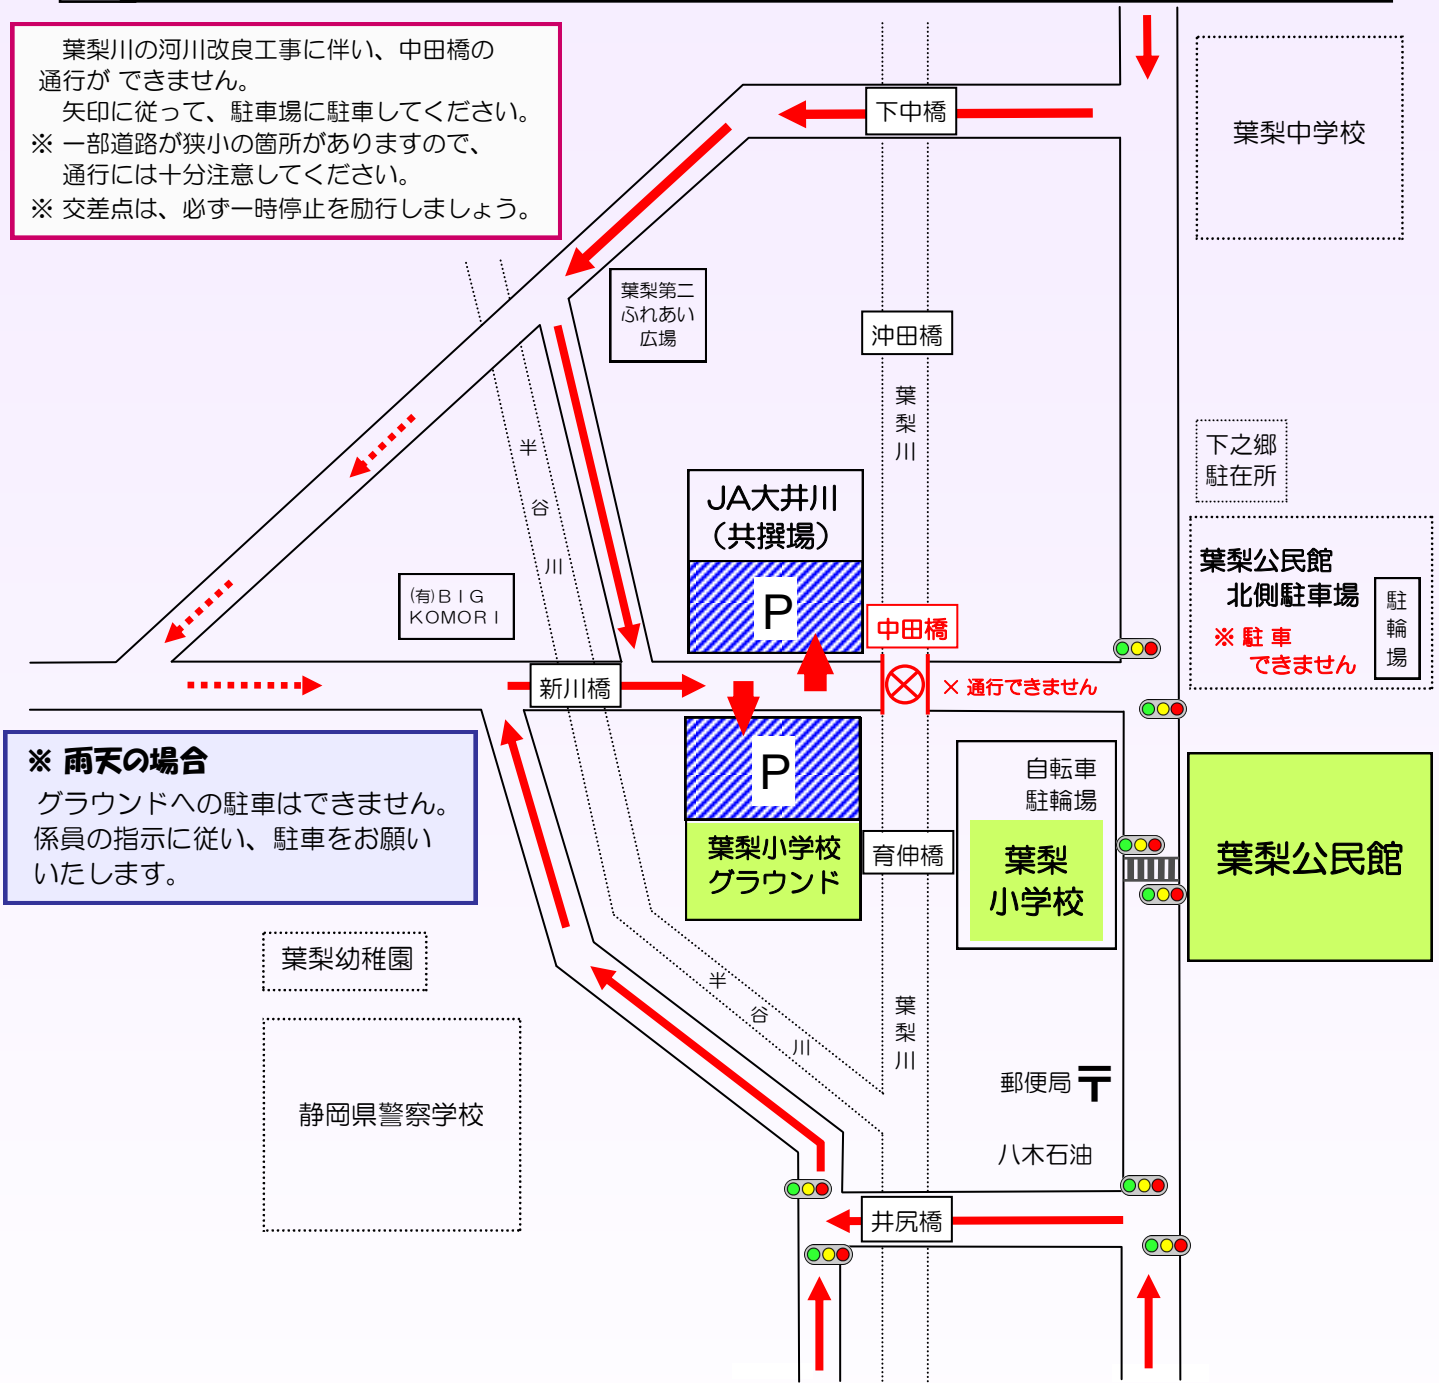 葉梨川の河川改良工事に伴い、中田橋の
通行が できません。
矢印に従って、駐車場に駐車してください。
※ 一部道路が狭小の箇所がありますので、
通行には十分注意してください。
※ 交差点は、必ず一時停止を励行しましょう。
下中橋
葉梨中学校
葉梨第二
ふれあい
広場
沖田橋
葉梨川
下之郷
駐在所
半谷川
JA大井川
（共撰場）
P
葉梨公民館
北側駐車場
※ 駐 車
できません
駐輪場
(有)ＢＩＧ
ＫＯＭＯＲＩ
中田橋
新川橋
× 通行できません
※ 雨天の場合
グラウンドへの駐車はできません。
係員の指示に従い、駐車をお願い
いたします。
P
葉梨小学校
グラウンド
育伸橋
自転車
駐輪場
葉梨
小学校
葉梨公民館
葉梨幼稚園
半谷川
葉梨川
静岡県警察学校
郵便局 〒
八木石油
井尻橋